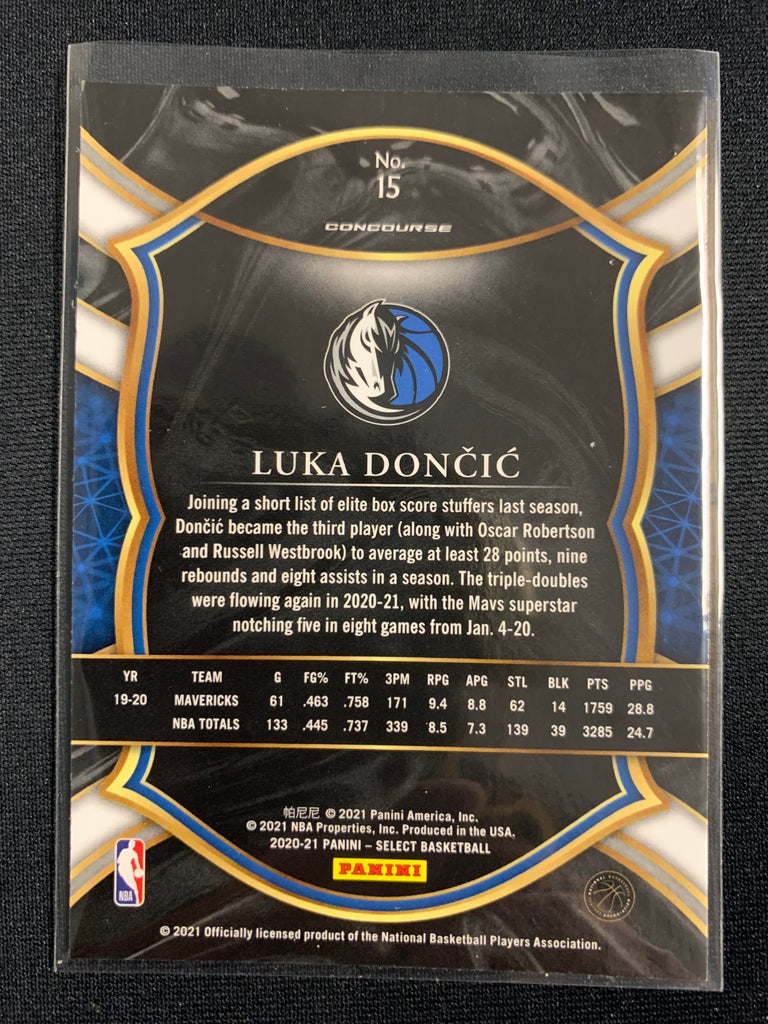 No.
15
CONCOURSE
LUKA DONČIĆ
Joining a short list of elite box score stuffers last season,
Dončić became the third player (along with Oscar Robertson
and Russell Westbrook) to average at least 28 points, nine
rebounds and eight assists in a season. The triple-doubles
were flowing again in 2020-21, with the Mavs superstar
notching five in eight games from Jan. 4-20.
YR TEAM G FG% FT% 3PM RPG APG STL BLK PTS PPG
19-20 MAVERICKS 61 .463 .758 171 9.4 8.8 62 14 1759 28.8
NBA TOTALS 133 .445 .737 339 8.5 7.3 139 39 3285 24.7
帕尼尼 © 2021 Panini America, Inc.
© 2021 NBA Properties, Inc. Produced in the USA.
2020-21 PANINI – SELECT BASKETBALL
PANINI
NBA
© 2021 Officially licensed product of the National Basketball Players Association.